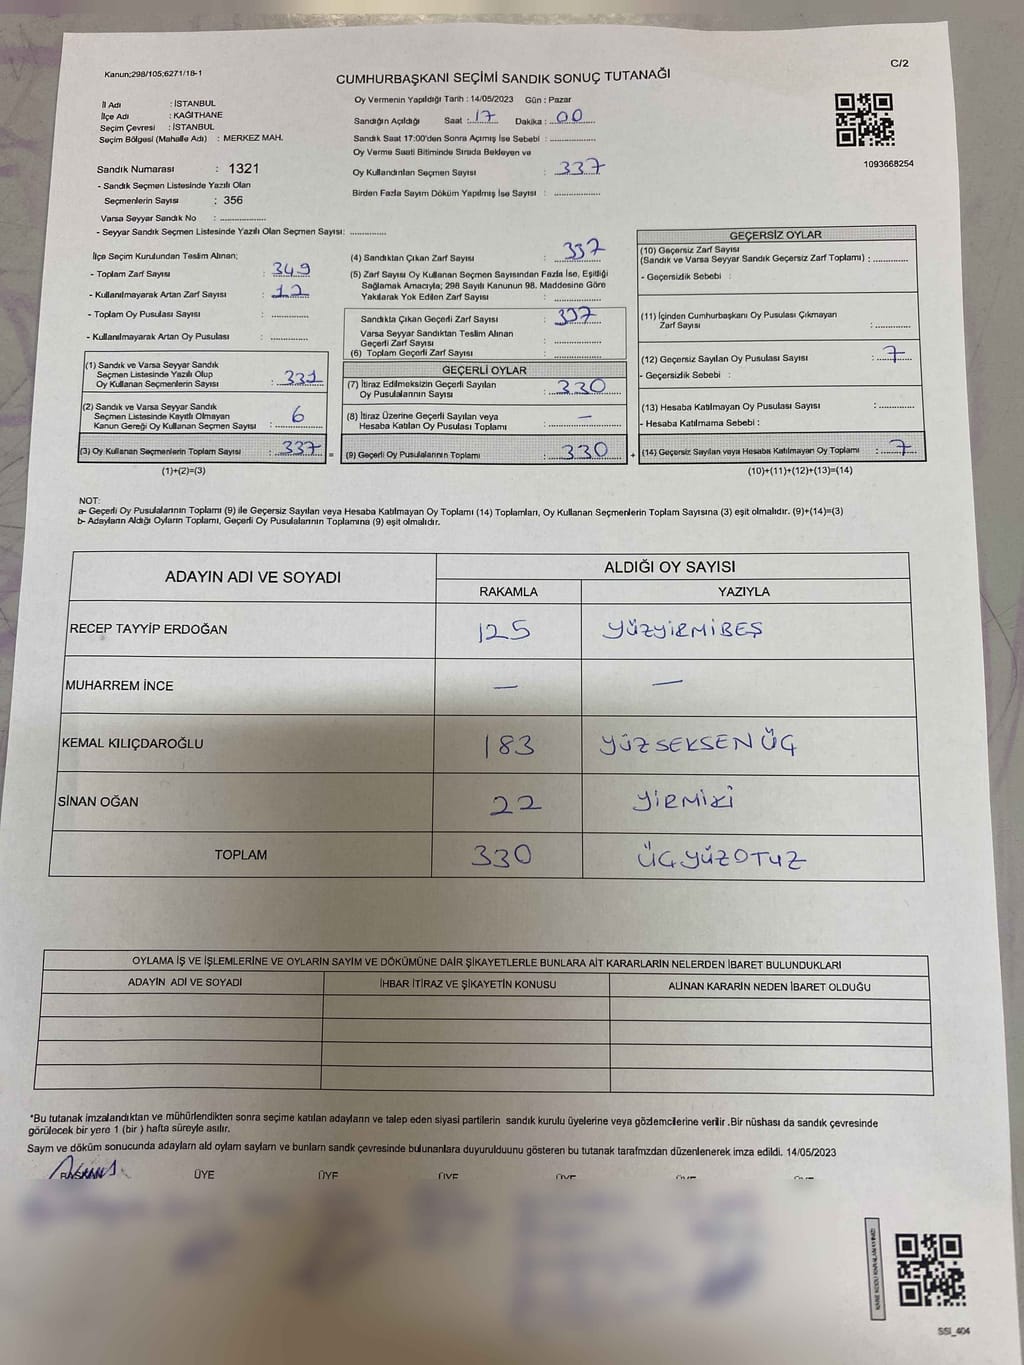 Kanun;298/105;6271/18-1
C/2
CUMHURBAŞKANI SEÇİMİ SANDIK SONUÇ TUTANAĞI
İl Adı : İSTANBUL
İlçe Adı : KAĞITHANE
Seçim Çevresi : İSTANBUL
Seçim Bölgesi (Mahalle Adı) : MERKEZ MAH.
Oy Vermenin Yapıldığı Tarih : 14/05/2023 Gün : Pazar
Sandığın Açıldığı Saat : 17 Dakika : 00
Sandık Saat 17:00'den Sonra Açımış İse Sebebi :
Oy Verme Saati Bitiminde Sırada Bekleyen ve
Oy Kullandırılan Seçmen Sayısı : 337
Birden Fazla Sayım Döküm Yapılmış İse Sayısı :
1093668254
Sandık Numarası : 1321
- Sandık Seçmen Listesinde Yazılı Olan
Seçmenlerin Sayısı : 356
Varsa Seyyar Sandık No :
- Seyyar Sandık Seçmen Listesinde Yazılı Olan Seçmen Sayısı:
İlçe Seçim Kurulundan Teslim Alınan;
- Toplam Zarf Sayısı : 349
- Kullanılmayarak Artan Zarf Sayısı : 12
- Toplam Oy Pusulası Sayısı :
- Kullanılmayarak Artan Oy Pusulası :
(1) Sandık ve Varsa Seyyar Sandık
Seçmen Listesinde Yazılı Olup
Oy Kullanan Seçmenlerin Sayısı : 331
(2) Sandık ve Varsa Seyyar Sandık
Seçmen Listesinde Kayıtlı Olmayan
Kanun Gereği Oy Kullanan Seçmen Sayısı : 6
(3) Oy Kullanan Seçmenlerin Toplam Sayısı : 337
(1)+(2)=(3)
(4) Sandıktan Çıkan Zarf Sayısı : 337
(5) Zarf Sayısı Oy Kullanan Seçmen Sayısından Fazla İse, Eşitliği
Sağlamak Amacıyla; 298 Sayılı Kanunun 98. Maddesine Göre
Yakılarak Yok Edilen Zarf Sayısı :
Sandıkta Çıkan Geçerli Zarf Sayısı : 337
Varsa Seyyar Sandıktan Teslim Alınan
Geçerli Zarf Sayısı :
(6) Toplam Geçerli Zarf Sayısı :
GEÇERLİ OYLAR
(7) İtiraz Edilmeksizin Geçerli Sayılan
Oy Pusulalarının Sayısı : 330
(8) İtiraz Üzerine Geçerli Sayılan veya
Hesaba Katılan Oy Pusulası Toplamı : —
= (9) Geçerli Oy Pusulalarının Toplamı : 330
GEÇERSİZ OYLAR
(10) Geçersiz Zarf Sayısı
(Sandık ve Varsa Seyyar Sandık Geçersiz Zarf Toplamı) :
- Geçersizlik Sebebi :
(11) İçinden Cumhurbaşkanı Oy Pusulası Çıkmayan
Zarf Sayısı :
(12) Geçersiz Sayılan Oy Pusulası Sayısı : 7
- Geçersizlik Sebebi :
(13) Hesaba Katılmayan Oy Pusulası Sayısı :
- Hesaba Katılmama Sebebi :
+ (14) Geçersiz Sayılan veya Hesaba Katılmayan Oy Toplamı : 7
(10)+(11)+(12)+(13)=(14)
NOT:
a- Geçerli Oy Pusulalarının Toplamı (9) ile Geçersiz Sayılan veya Hesaba Katılmayan Oy Toplamı (14) Toplamları, Oy Kullanan Seçmenlerin Toplam Sayısına (3) eşit olmalıdır. (9)+(14)=(3)
b- Adayların Aldığı Oyların Toplamı, Geçerli Oy Pusulalarının Toplamına (9) eşit olmalıdır.
ADAYIN ADI VE SOYADI
ALDIĞI OY SAYISI
RAKAMLA YAZIYLA
RECEP TAYYİP ERDOĞAN 125 YÜZYİRMİBEŞ
MUHARREM İNCE — —
KEMAL KILIÇDAROĞLU 183 YÜZSEKSENÜÇ
SİNAN OĞAN 22 YİRMİKİ
TOPLAM 330 ÜÇYÜZOTUZ
OYLAMA İŞ VE İŞLEMLERİNE VE OYLARIN SAYIM VE DÖKÜMÜNE DAİR ŞİKAYETLERLE BUNLARA AİT KARARLARIN NELERDEN İBARET BULUNDUKLARI
ADAYIN ADI VE SOYADI İHBAR İTİRAZ VE ŞİKAYETİN KONUSU ALINAN KARARIN NEDEN İBARET OLDUĞU
*Bu tutanak imzalandıktan ve mühürlendikten sonra seçime katılan adayların ve talep eden siyasi partilerin sandık kurulu üyelerine veya gözlemcilerine verilir .Bir nüshası da sandık çevresinde
görülecek bir yere 1 (bir ) hafta süreyle asılır.
Sayım ve döküm sonucunda adayların ald oylam sayılam ve bunlarn sandk çevresinde bulunanlara duyurulduunu gösteren bu tutanak tarafmzdan düzenlenerek imza edildi. 14/05/2023
BAŞKAN ÜYE ÜYE ÜYE ÜYE ÜYE ÜYE
SSI_404